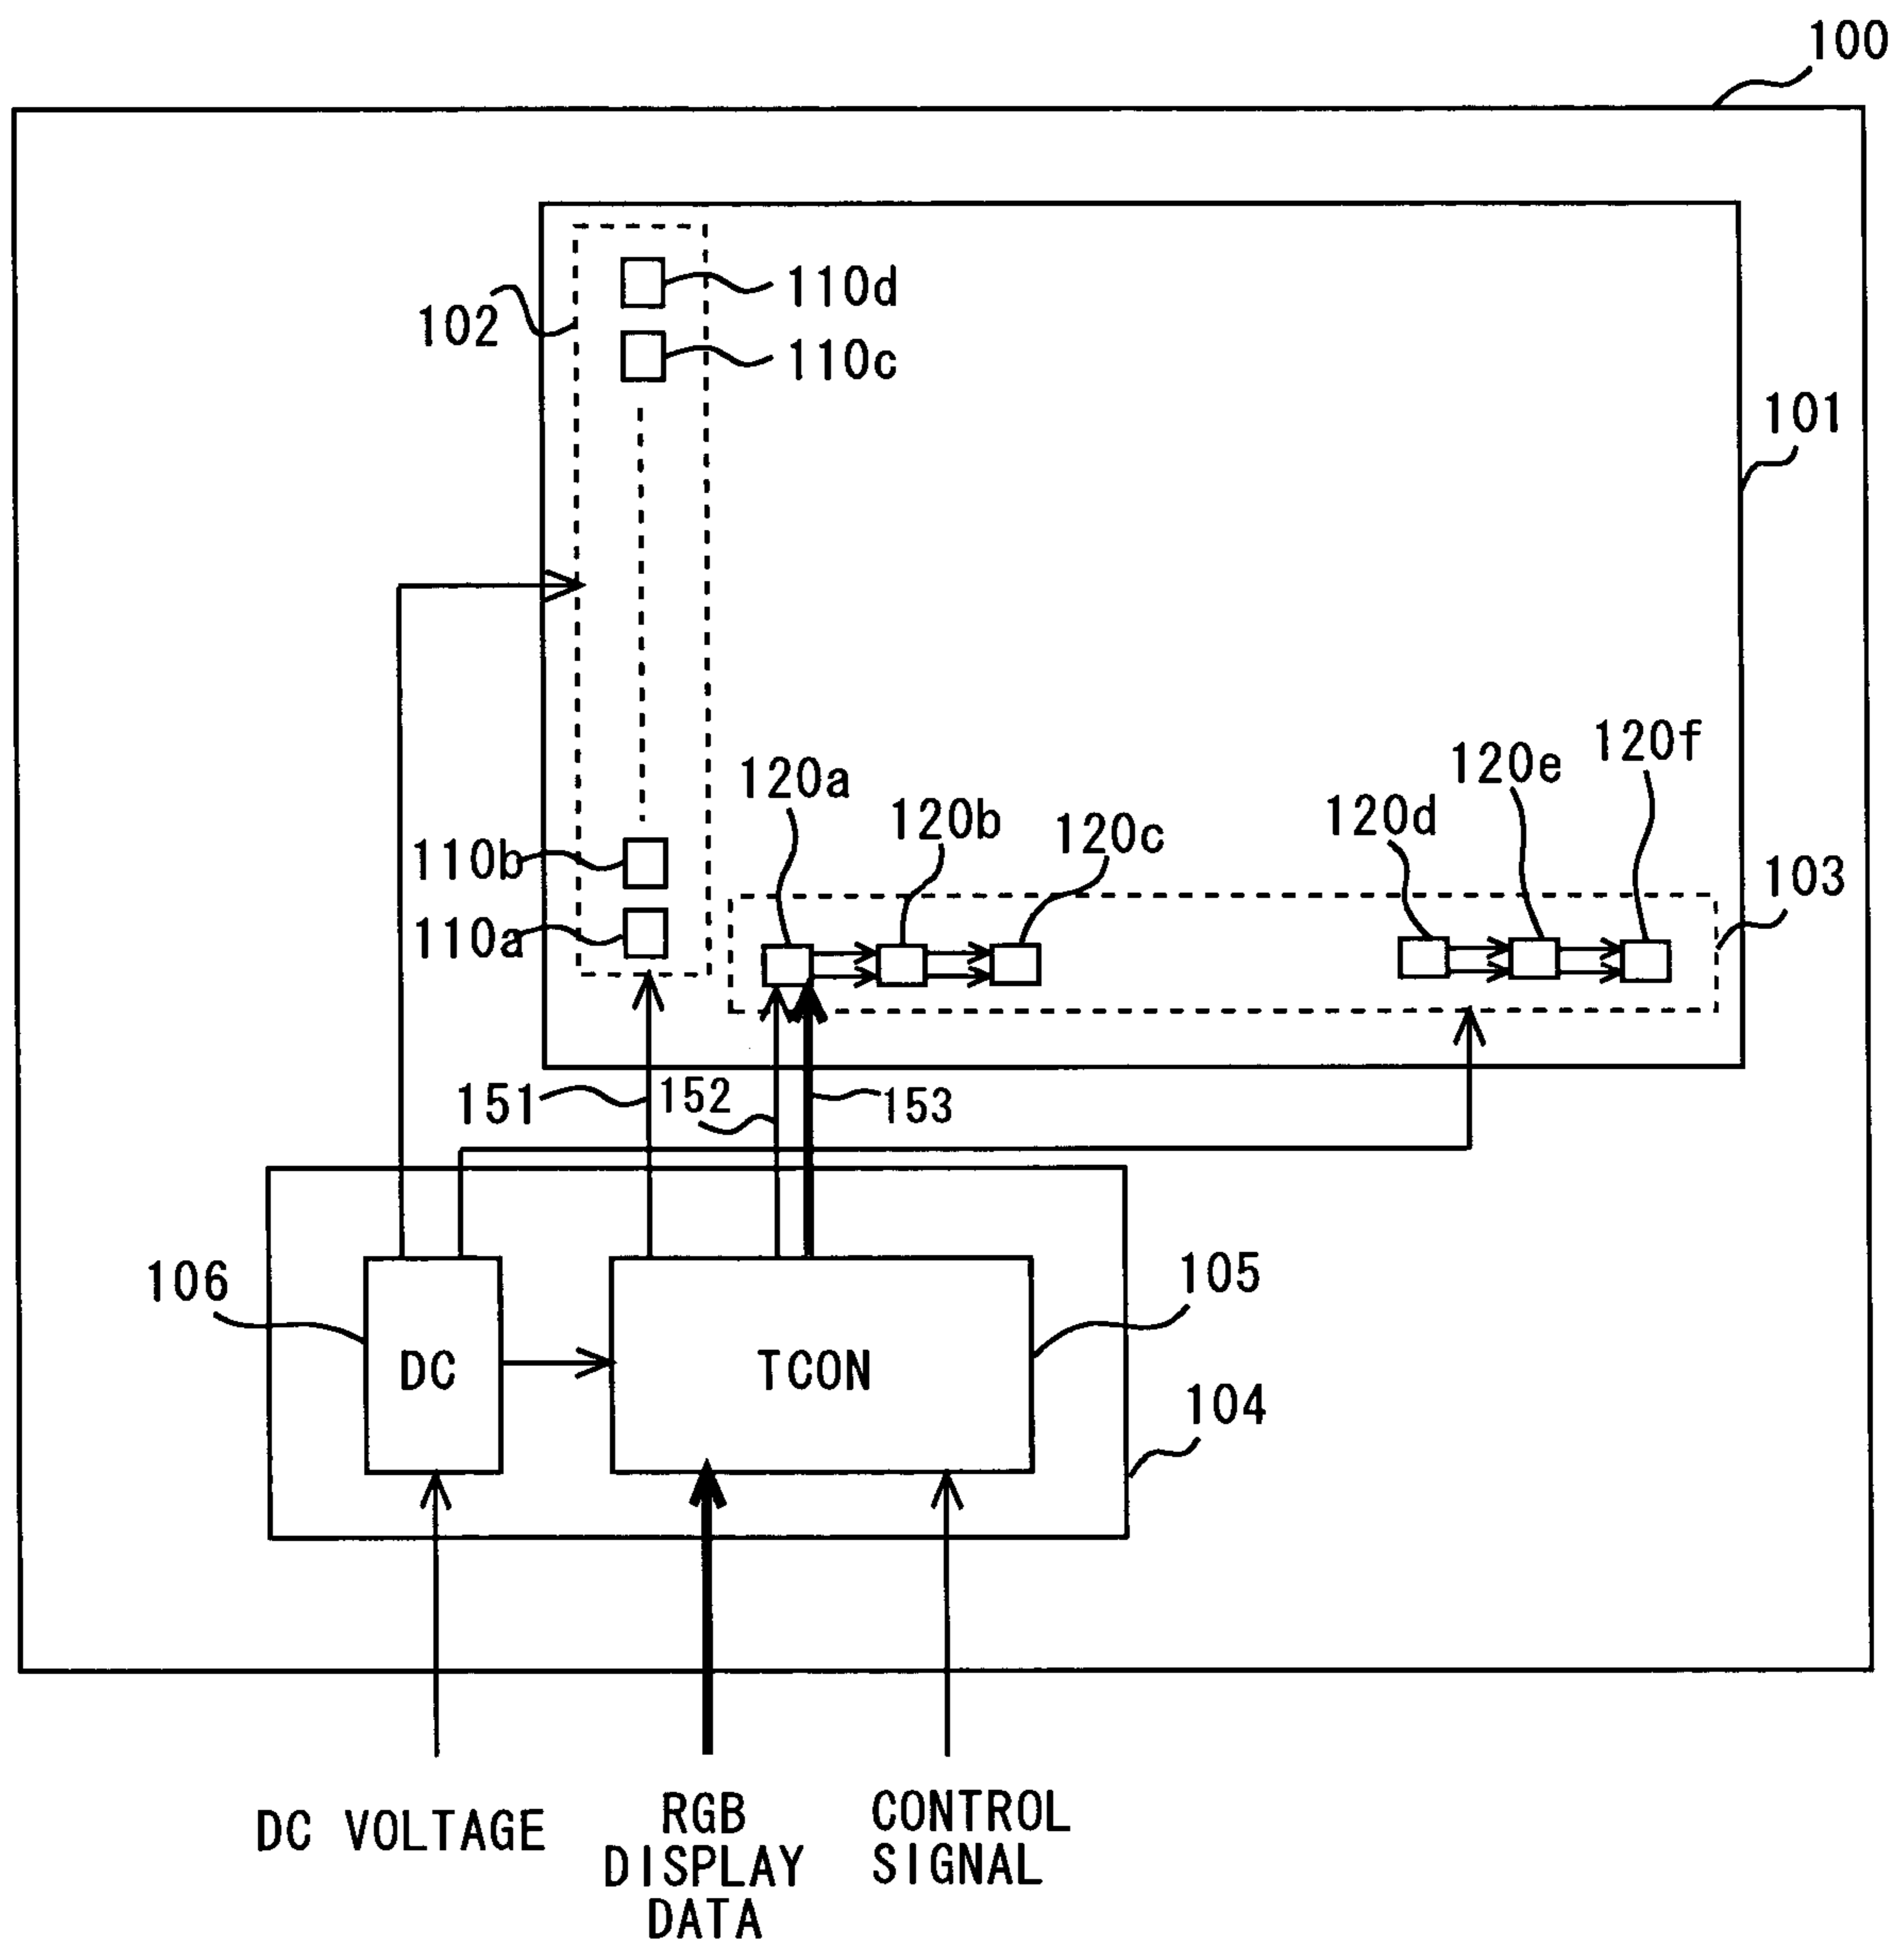 100
110d
102
110c
101
120f
120e
120a
120d
120b
120c
110b
103
110a
151
152
153
106
105
DC
TCON
104
DC VOLTAGE
RGB
DISPLAY
DATA
CONTROL
SIGNAL